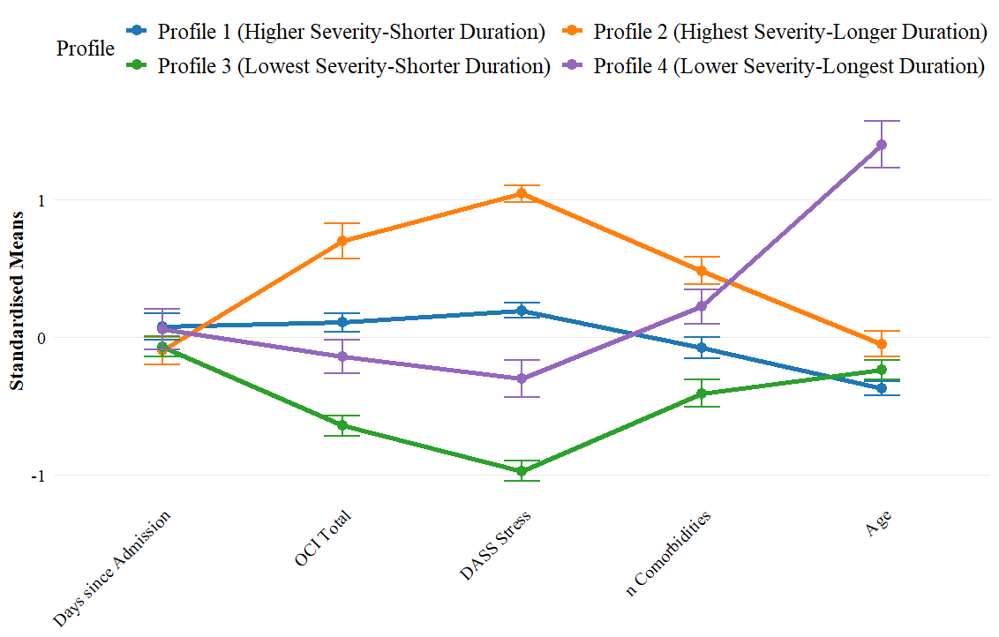 Profile
Profile 1 (Higher Severity-Shorter Duration)
Profile 2 (Highest Severity-Longer Duration)
Profile 3 (Lowest Severity-Shorter Duration)
Profile 4 (Lower Severity-Longest Duration)
Standardised Means
1
0
-1
Days since Admission
OCI Total
DASS Stress
n Comorbidities
Age